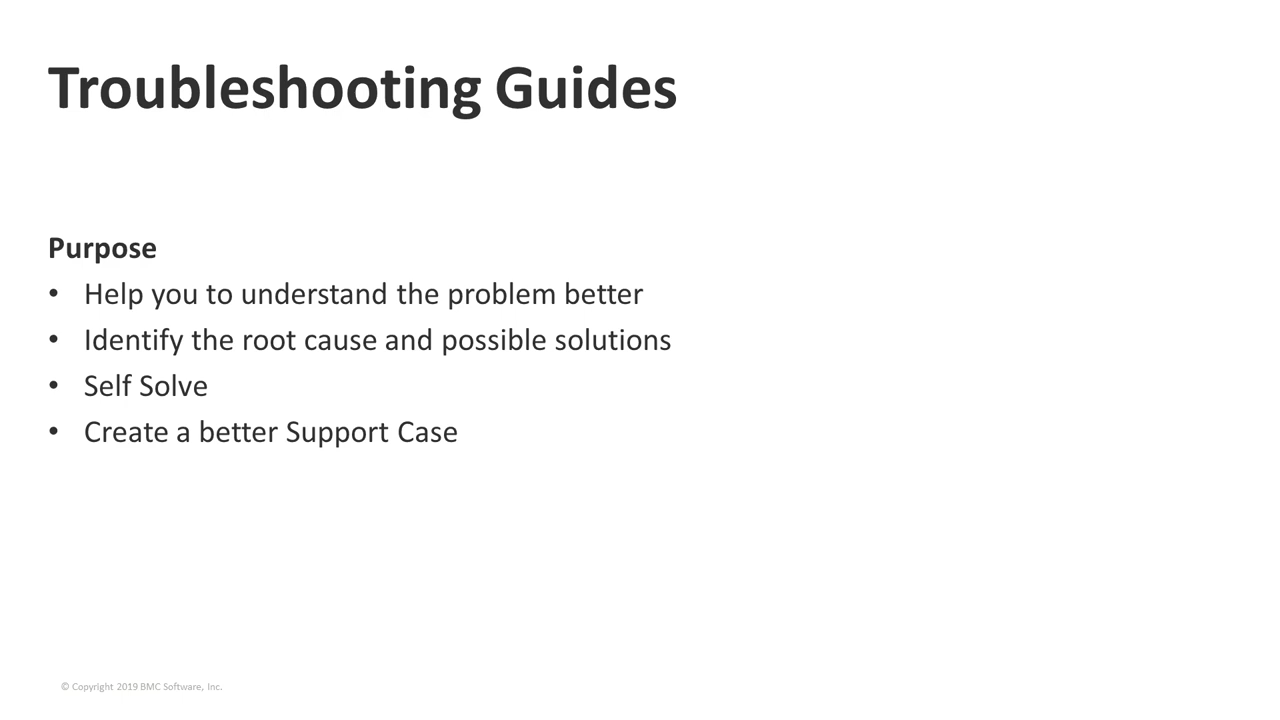 Troubleshooting Guides
Purpose
• Help you to understand the problem better
• Identify the root cause and possible solutions
• Self Solve
• Create a better Support Case
© Copyright 2019 BMC Software, Inc.